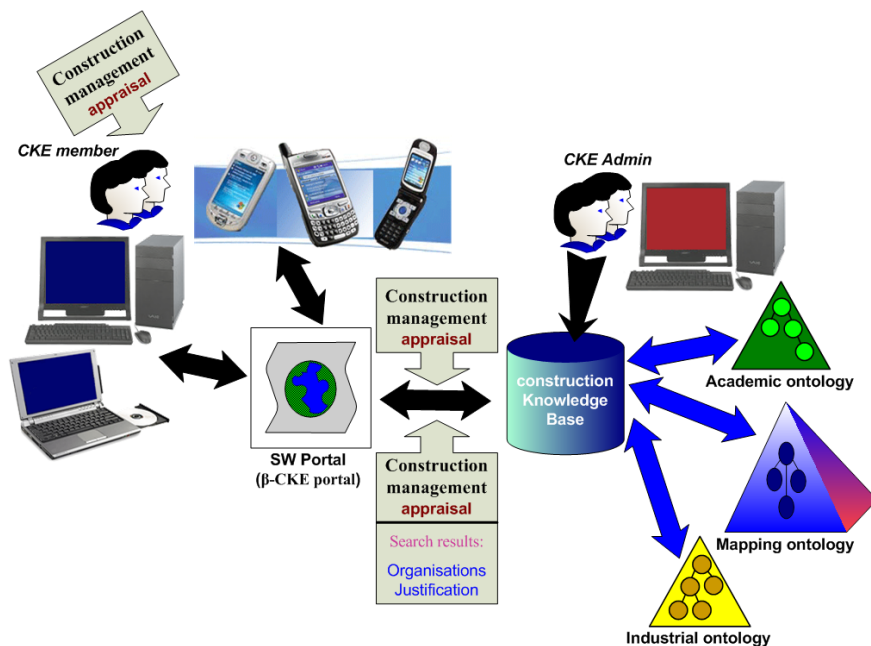 Construction
management
appraisal
CKE member
CKE Admin
Construction
management
appraisal
construction
Knowledge
Base
Academic ontology
SW Portal
(β-CKE portal)
Construction
management
appraisal
Search results:
Organisations
Justification
Mapping ontology
Industrial ontology